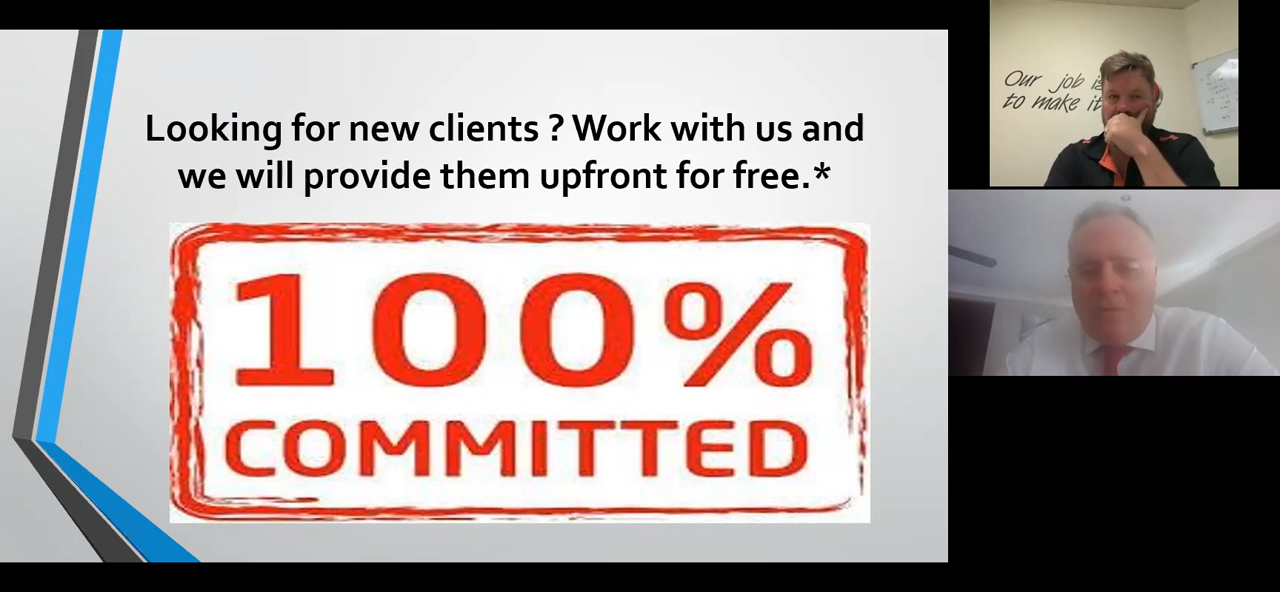 Looking for new clients ? Work with us and
we will provide them upfront for free.*
100%
COMMITTED
Our job is
to make it